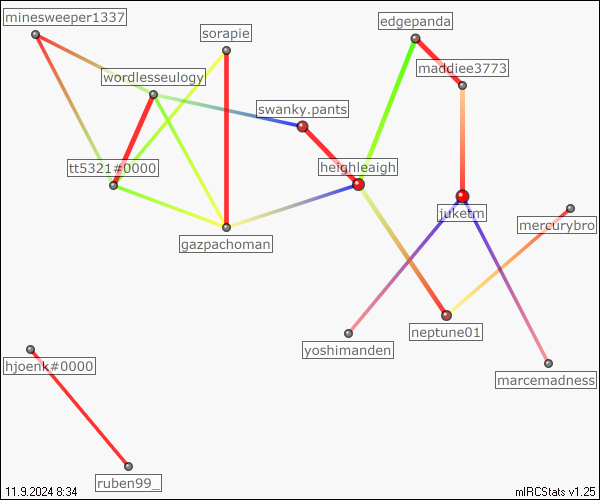 minesweeper1337
edgepanda
sorapie
maddiee3773
wordlesseulogy
swanky.pants
tt5321#0000
heighleaigh
juketm
mercurybro
gazpachoman
neptune01
yoshimanden
hjoenk#0000
marcemadness
ruben99_
11.9.2024 8:34
mIRCStats v1.25